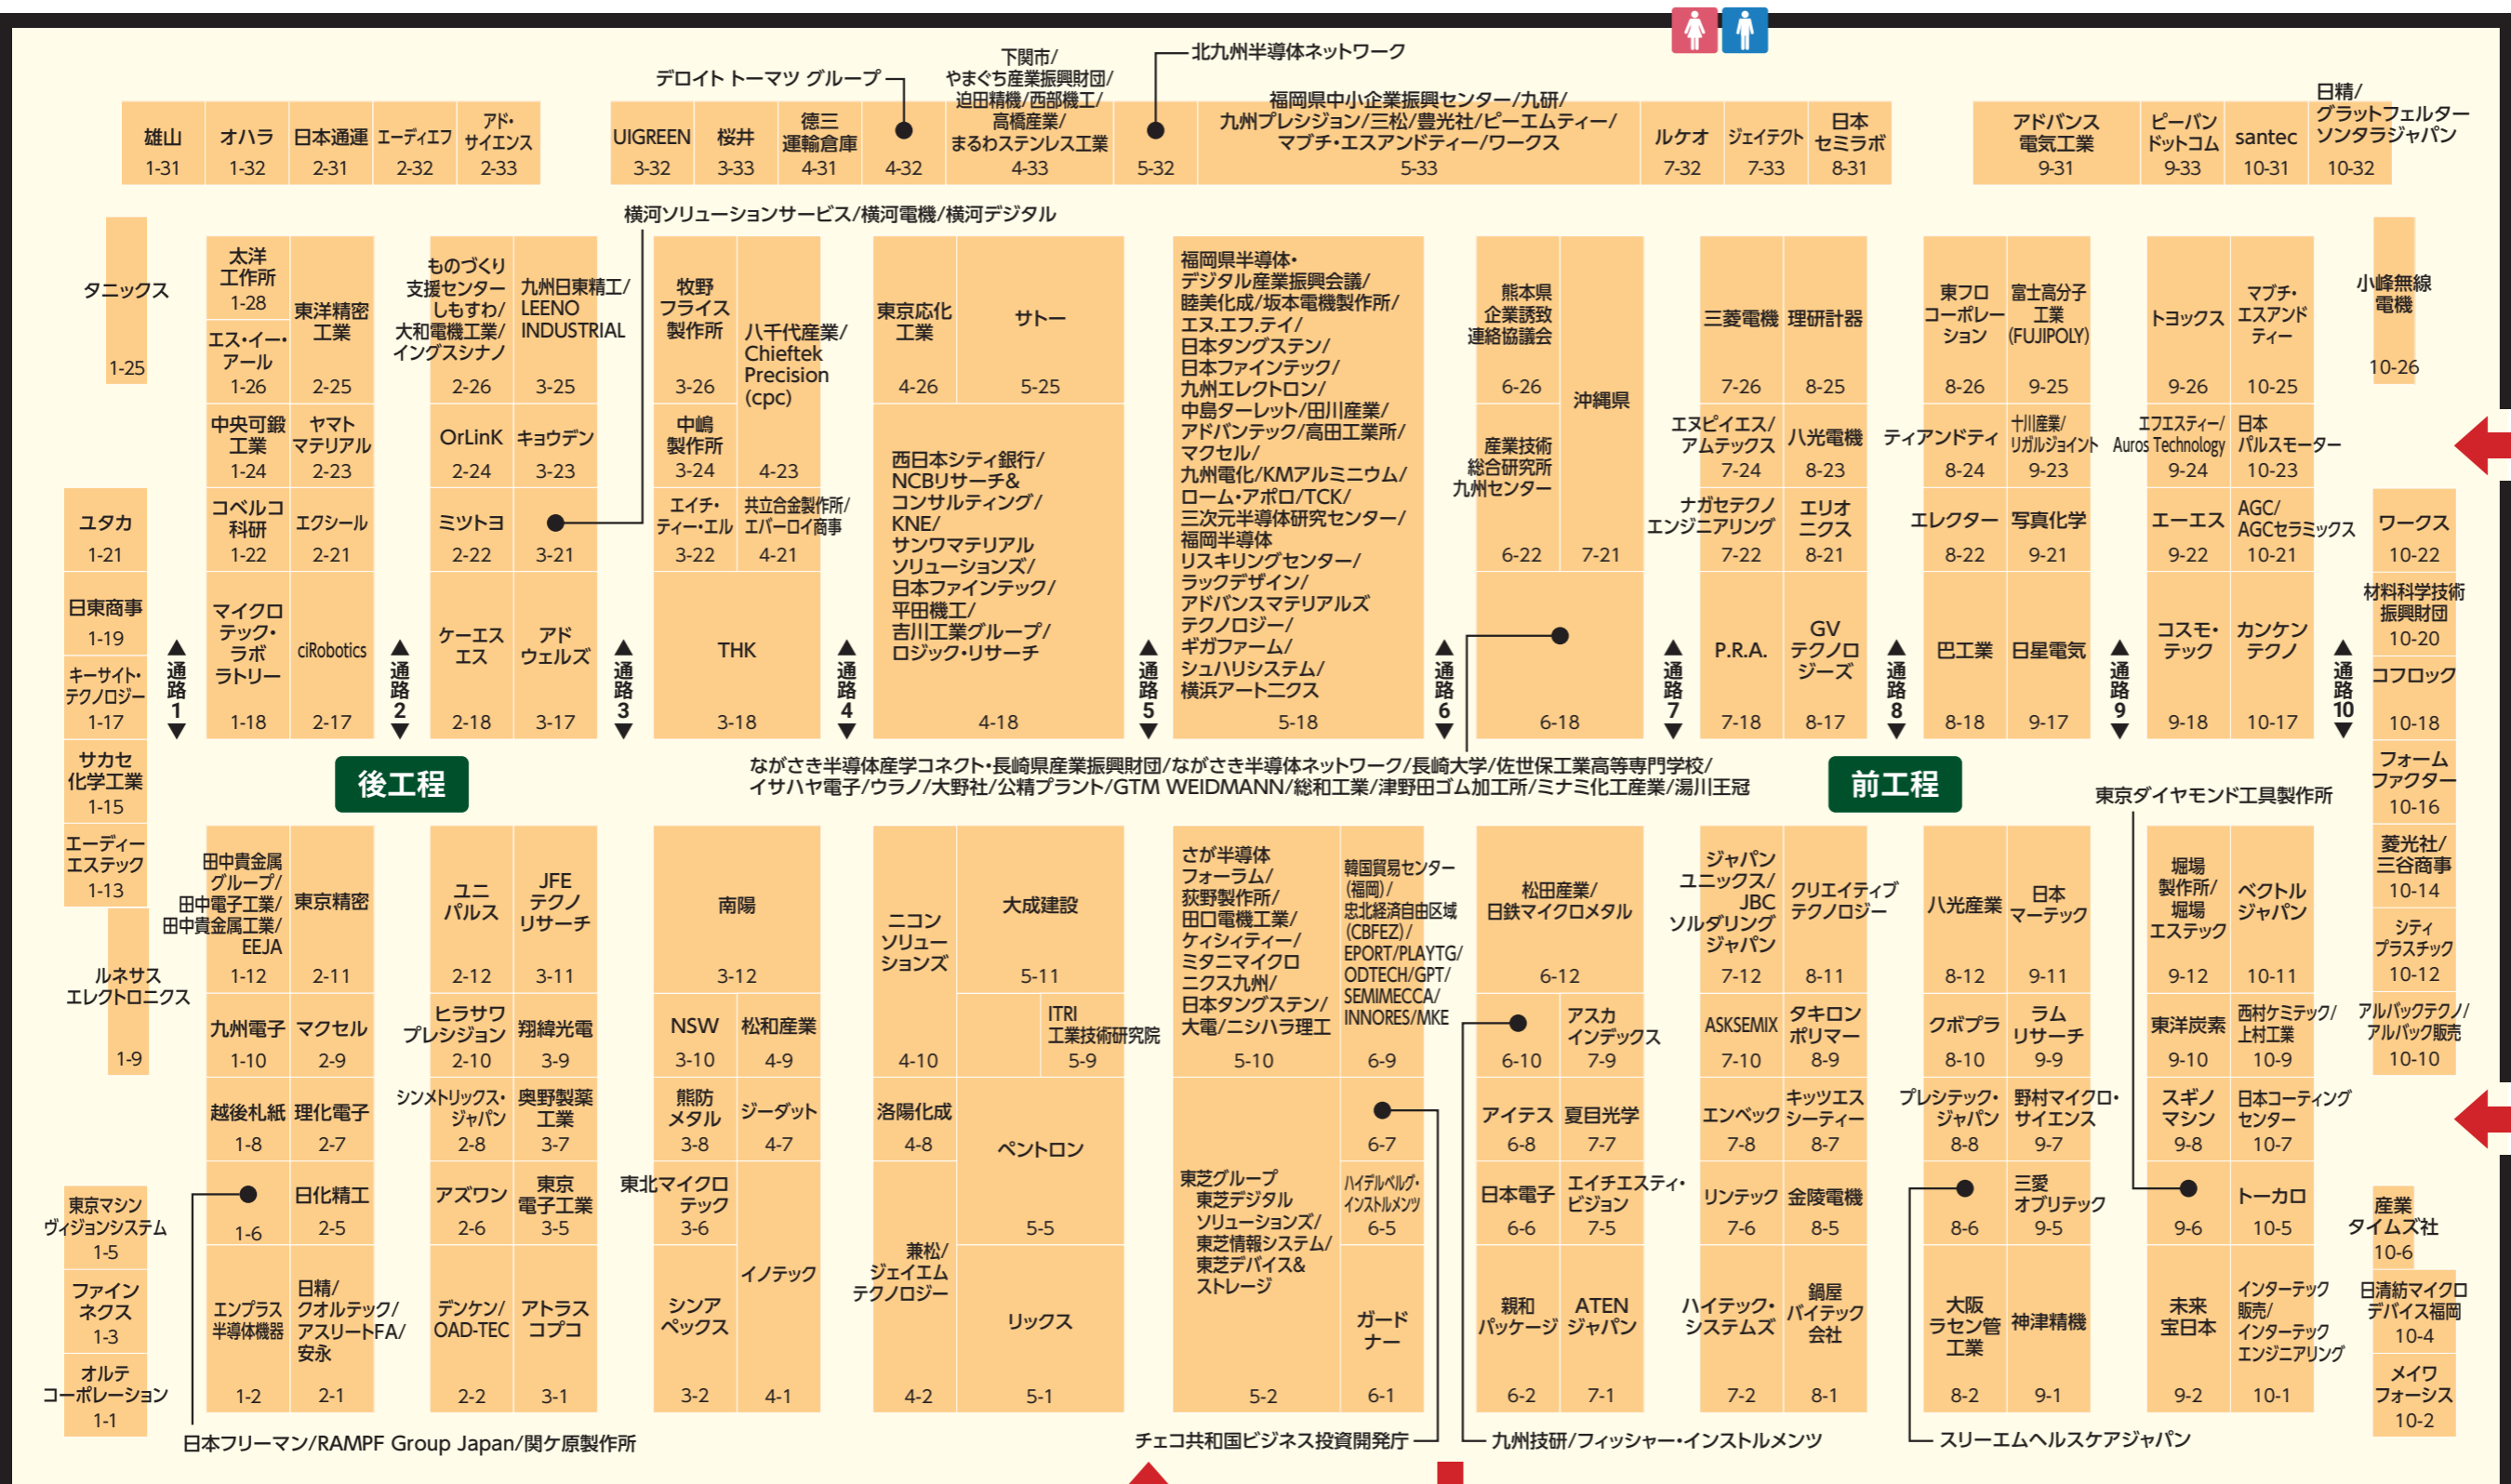 デロイト トーマツ グループ
下関市/
やまぐち産業振興財団/
迫田精機/西部機工/
高橋産業/
まるわステンレス工業
4-33
北九州半導体ネットワーク
雄山
1-31
オハラ
1-32
日本通運
2-31
エーディエフ
2-32
アド・
サイエンス
2-33
UIGREEN
3-32
桜井
3-33
德三
運輸倉庫
4-31
4-32
5-32
福岡県中小企業振興センター/九研/
九州プレシジョン/三松/豊光社/ピーエムティー/
マブチ・エスアンドティー/ワークス
5-33
ルケオ
7-32
ジェイテクト
7-33
日本
セミラボ
8-31
アドバンス
電気工業
9-31
ピーバン
ドットコム
9-33
santec
10-31
日精/
グラットフェルター
ソンタラジャパン
10-32
横河ソリューションサービス/横河電機/横河デジタル
タニックス
1-25
太洋
工作所
1-28
エス・イー・
アール
1-26
東洋精密
工業
2-25
ものづくり
支援センター
しもすわ/
大和電機工業/
イングスシナノ
2-26
九州日東精工/
LEENO
INDUSTRIAL
3-25
牧野
フライス
製作所
3-26
八千代産業/
Chieftek
Precision
(cpc)
4-23
東京応化
工業
4-26
サトー
5-25
福岡県半導体・
デジタル産業振興会議/
睦美化成/坂本電機製作所/
エヌ.エフ.テイ/
日本タングステン/
日本ファインテック/
九州エレクトロン/
中島ターレット/田川産業/
アドバンテック/高田工業所/
マクセル/
九州電化/KMアルミニウム/
ローム・アポロ/TCK/
三次元半導体研究センター/
福岡半導体
リスキリングセンター/
ラックデザイン/
アドバンスマテリアルズ
テクノロジー/
ギガファーム/
シュハリシステム/
横浜アートニクス
5-18
熊本県
企業誘致
連絡協議会
6-26
沖縄県
7-21
三菱電機
7-26
理研計器
8-25
東フロ
コーポレー
ション
8-26
富士高分子
工業
(FUJIPOLY)
9-25
トヨックス
9-26
マブチ・
エスアンド
ティー
10-25
小峰無線
電機
10-26
中央可鍛
工業
1-24
ヤマト
マテリアル
2-23
OrLinK
2-24
キョウデン
3-23
中嶋
製作所
3-24
西日本シティ銀行/
NCBリサーチ&
コンサルティング/
KNE/
サンワマテリアル
ソリューションズ/
日本ファインテック/
平田機工/
吉川工業グループ/
ロジック・リサーチ
4-18
産業技術
総合研究所
九州センター
6-22
エヌピイエス/
アムテックス
7-24
八光電機
8-23
ティアンドティ
8-24
十川産業/
リガルジョイント
9-23
エフエスティー/
Auros Technology
9-24
日本
パルスモーター
10-23
ユタカ
1-21
コベルコ
科研
1-22
エクシール
2-21
ミツトヨ
2-22
3-21
エイチ・
ティー・エル
3-22
共立合金製作所/
エバーロイ商事
4-21
ナガセテクノ
エンジニアリング
7-22
エリオ
ニクス
8-21
エレクター
8-22
写真化学
9-21
エーエス
9-22
AGC/
AGCセラミックス
10-21
ワークス
10-22
日東商事
1-19
キーサイト・
テクノロジー
1-17
通路1
マイクロ
テック・
ラボ
ラトリー
1-18
ciRobotics
2-17
通路2
ケーエス
エス
2-18
アド
ウェルズ
3-17
通路3
THK
3-18
通路4
通路5
通路6
6-18
通路7
P.R.A.
7-18
GV
テクノロ
ジーズ
8-17
通路8
巴工業
8-18
日星電気
9-17
通路9
コスモ・
テック
9-18
カンケン
テクノ
10-17
通路10
材料科学技術
振興財団
10-20
コフロック
10-18
サカセ
化学工業
1-15
後工程
ながさき半導体産学コネクト・長崎県産業振興財団/ながさき半導体ネットワーク/長崎大学/佐世保工業高等専門学校/
イサハヤ電子/ウラノ/大野社/公精プラント/GTM WEIDMANN/総和工業/津野田ゴム加工所/ミナミ化工産業/湯川王冠
前工程
東京ダイヤモンド工具製作所
フォーム
ファクター
10-16
エーディー
エステック
1-13
田中貴金属
グループ/
田中電子工業/
田中貴金属工業/
EEJA
1-12
東京精密
2-11
ユニ
パルス
2-12
JFE
テクノ
リサーチ
3-11
南陽
3-12
ニコン
ソリュー
ションズ
4-10
大成建設
5-11
さが半導体
フォーラム/
荻野製作所/
田口電機工業/
ケィシィティー/
ミタニマイクロ
ニクス九州/
日本タングステン/
大電/ニシハラ理工
5-10
韓国貿易センター
(福岡)/
忠北経済自由区域
(CBFEZ)/
EPORT/PLAYTG/
ODTECH/GPT/
SEMIMECCA/
INNORES/MKE
6-9
松田産業/
日鉄マイクロメタル
6-12
ジャパン
ユニックス/
JBC
ソルダリング
ジャパン
7-12
クリエイティブ
テクノロジー
8-11
八光産業
8-12
日本
マーテック
9-11
堀場
製作所/
堀場
エステック
9-12
ベクトル
ジャパン
10-11
菱光社/
三谷商事
10-14
シティ
プラスチック
10-12
ルネサス
エレクトロニクス
1-9
九州電子
1-10
マクセル
2-9
ヒラサワ
プレシジョン
2-10
翔緯光電
3-9
NSW
3-10
松和産業
4-9
ITRI
工業技術研究院
5-9
6-10
アスカ
インデックス
7-9
ASKSEMIX
7-10
タキロン
ポリマー
8-9
クボプラ
8-10
ラム
リサーチ
9-9
東洋炭素
9-10
西村ケミテック/
上村工業
10-9
アルバックテクノ/
アルバック販売
10-10
越後札紙
1-8
理化電子
2-7
シンメトリックス・
ジャパン
2-8
奥野製薬
工業
3-7
熊防
メタル
3-8
ジーダット
4-7
洛陽化成
4-8
ペントロン
5-5
6-7
アイテス
6-8
夏目光学
7-7
エンベック
7-8
キッツエス
シーティー
8-7
プレシテック・
ジャパン
8-8
野村マイクロ・
サイエンス
9-7
スギノ
マシン
9-8
日本コーティング
センター
10-7
東京マシン
ヴィジョンシステム
1-5
1-6
日化精工
2-5
アズワン
2-6
東京
電子工業
3-5
東北マイクロ
テック
3-6
イノテック
4-1
兼松/
ジェイエム
テクノロジー
4-2
東芝グループ
東芝デジタル
ソリューションズ/
東芝情報システム/
東芝デバイス&
ストレージ
5-2
ハイデルベルグ・
インストルメンツ
6-5
日本電子
6-6
エイチエスティ・
ビジョン
7-5
リンテック
7-6
金陵電機
8-5
8-6
三愛
オブリテック
9-5
9-6
トーカロ
10-5
産業
タイムズ社
10-6
ファイン
ネクス
1-3
エンプラス
半導体機器
1-2
日精/
クオルテック/
アスリートFA/
安永
2-1
デンケン/
OAD-TEC
2-2
アトラス
コプコ
3-1
シンア
ペックス
3-2
リックス
5-1
ガード
ナー
6-1
親和
パッケージ
6-2
ATEN
ジャパン
7-1
ハイテック・
システムズ
7-2
鍋屋
バイテック
会社
8-1
大阪
ラセン管
工業
8-2
神津精機
9-1
未来
宝日本
9-2
インターテック
販売/
インターテック
エンジニアリング
10-1
日清紡マイクロ
デバイス福岡
10-4
オルテ
コーポレーション
1-1
メイワ
フォーシス
10-2
日本フリーマン/RAMPF Group Japan/関ケ原製作所
チェコ共和国ビジネス投資開発庁
九州技研/フィッシャー・インストルメンツ
スリーエムヘルスケアジャパン